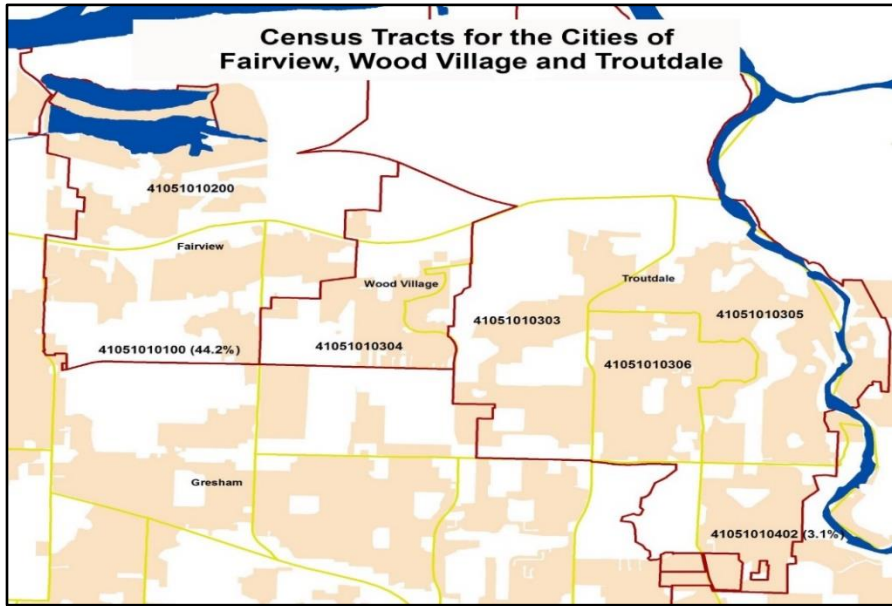 Census Tracts for the Cities of
Fairview, Wood Village and Troutdale
41051010200
Fairview
Wood Village
Troutdale
41051010303
41051010305
41051010100 (44.2%)
41051010304
41051010306
Gresham
41051010402 (3.1%)